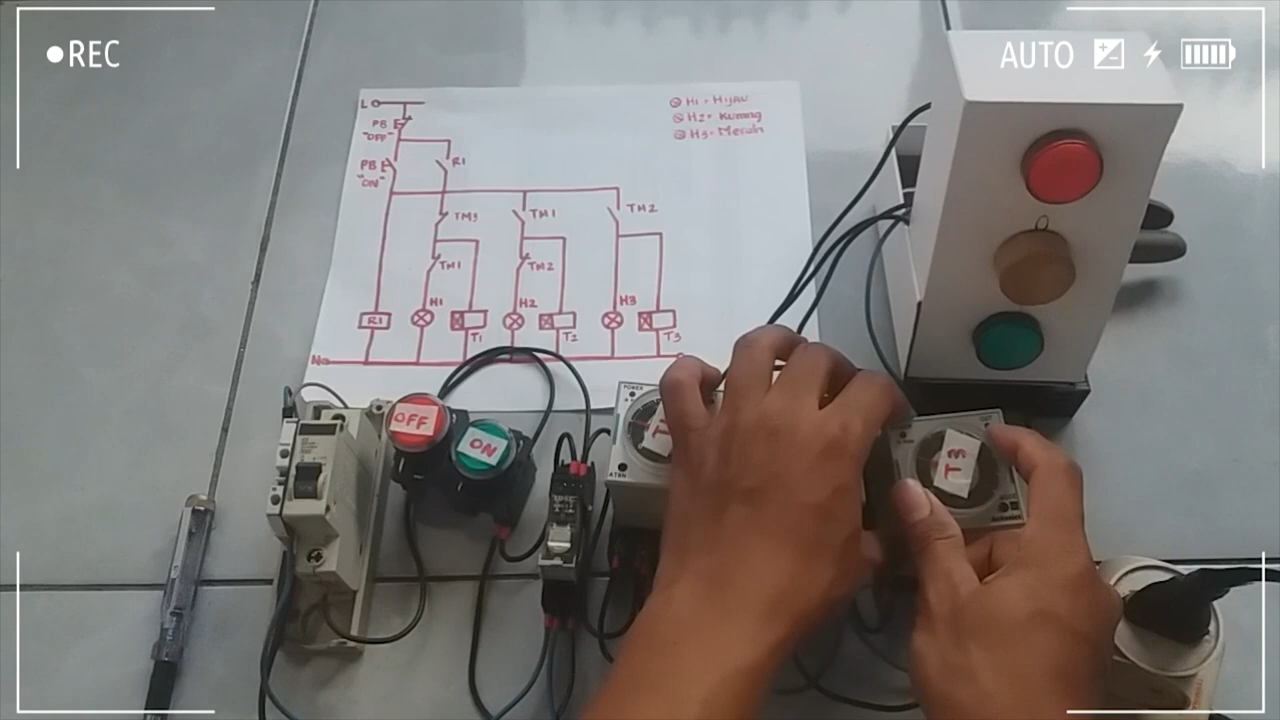 REC
AUTO
L
H1 = HIJAU
H2 = Kuning
H3 = Merah
PB
"OFF"
PB
"ON"
R1
TM3
TM1
TM2
TM1
TM2
R1
H1
T1
H2
T2
H3
T3
N
OFF
ON
POWER
T3